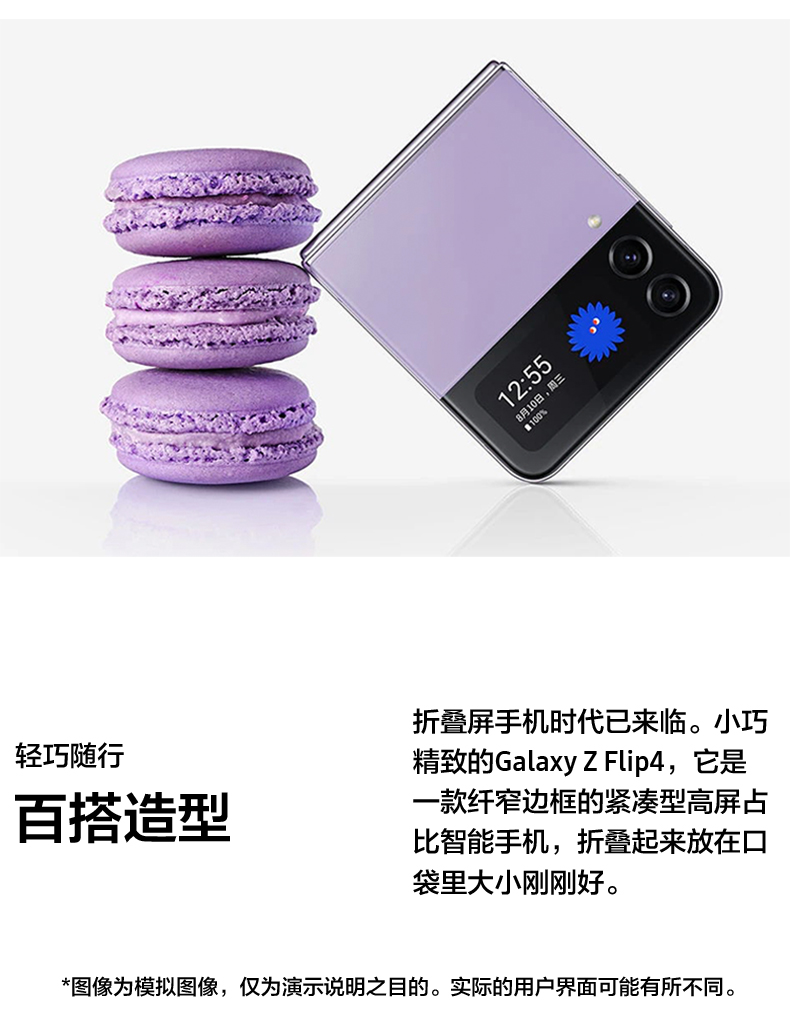 12:55
8月10日，周三
100%
轻巧随行
百搭造型
折叠屏手机时代已来临。小巧
精致的Galaxy Z Flip4，它是
一款纤窄边框的紧凑型高屏占
比智能手机，折叠起来放在口
袋里大小刚刚好。
*图像为模拟图像，仅为演示说明之目的。实际的用户界面可能有所不同。